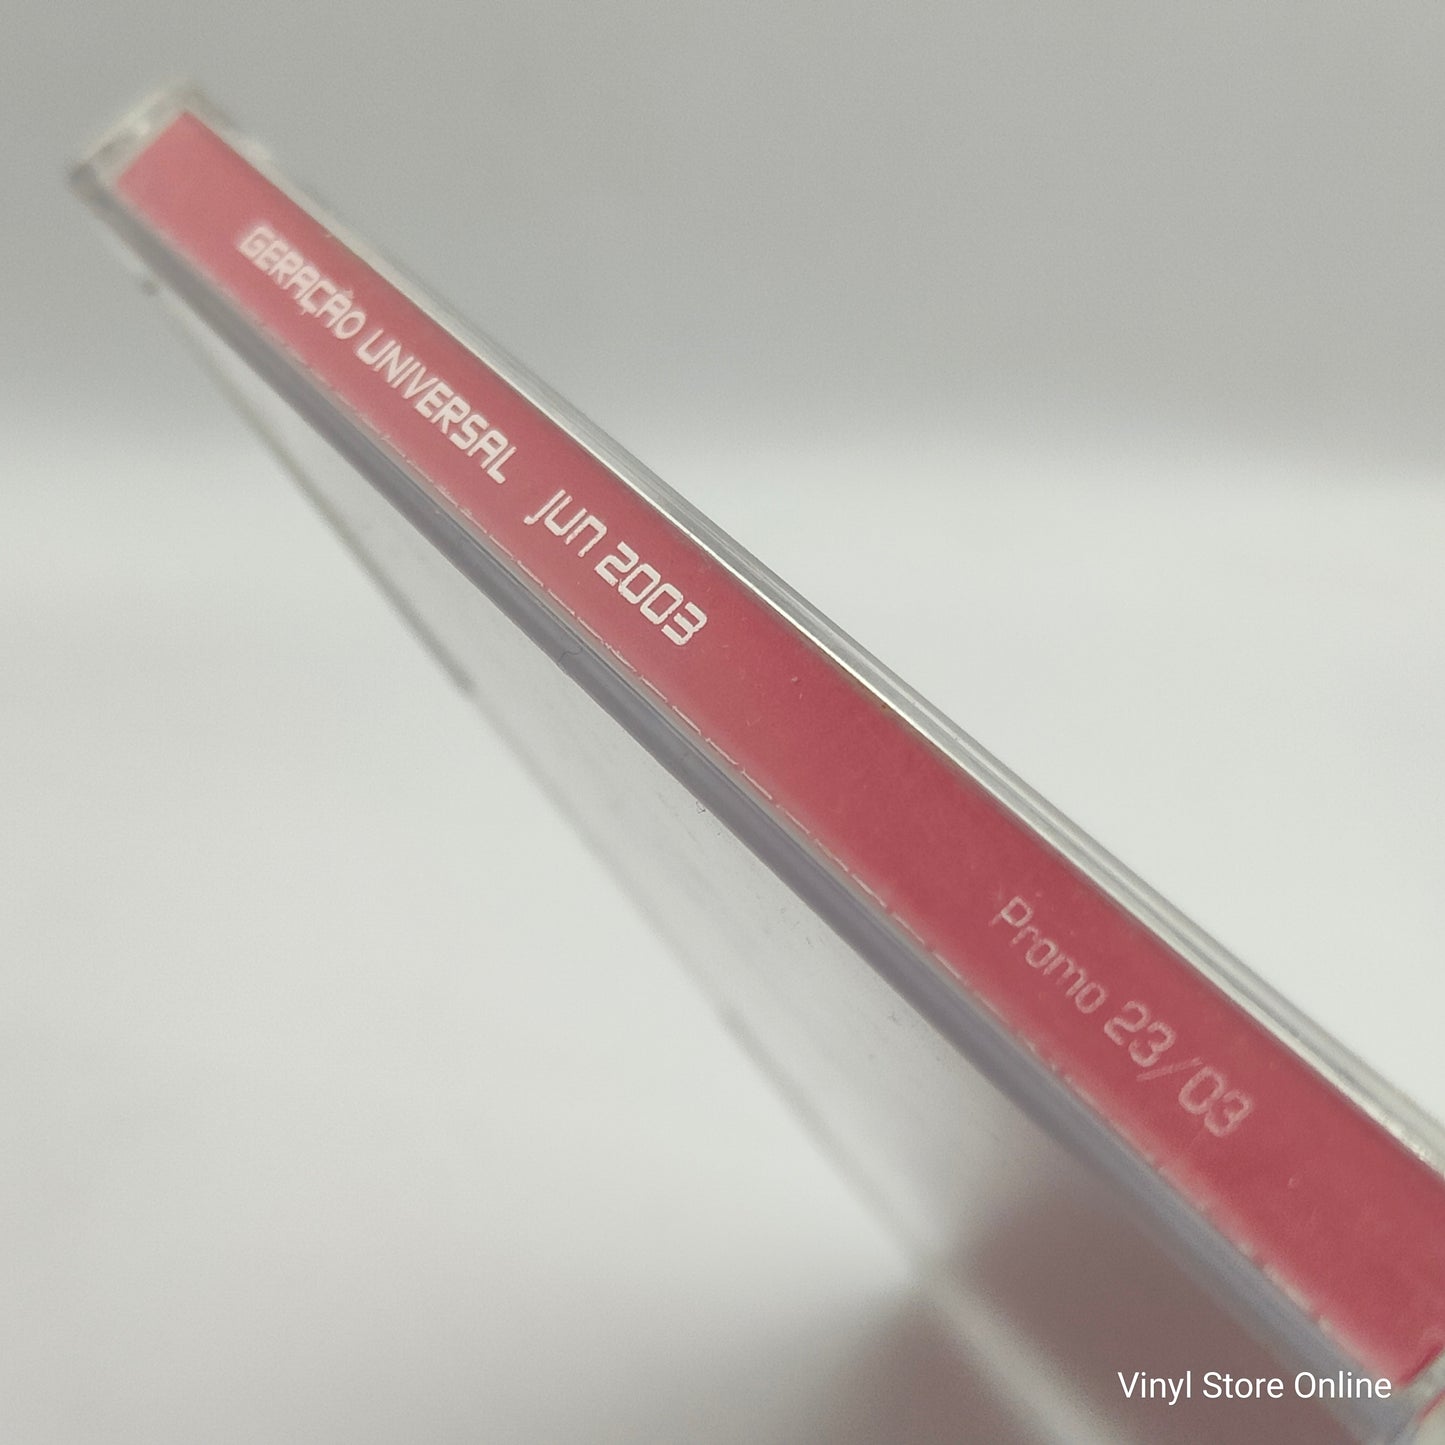 GERAÇÃO UNIVERSAL JUN 2003
Promo 23/03
Vinyl Store Online